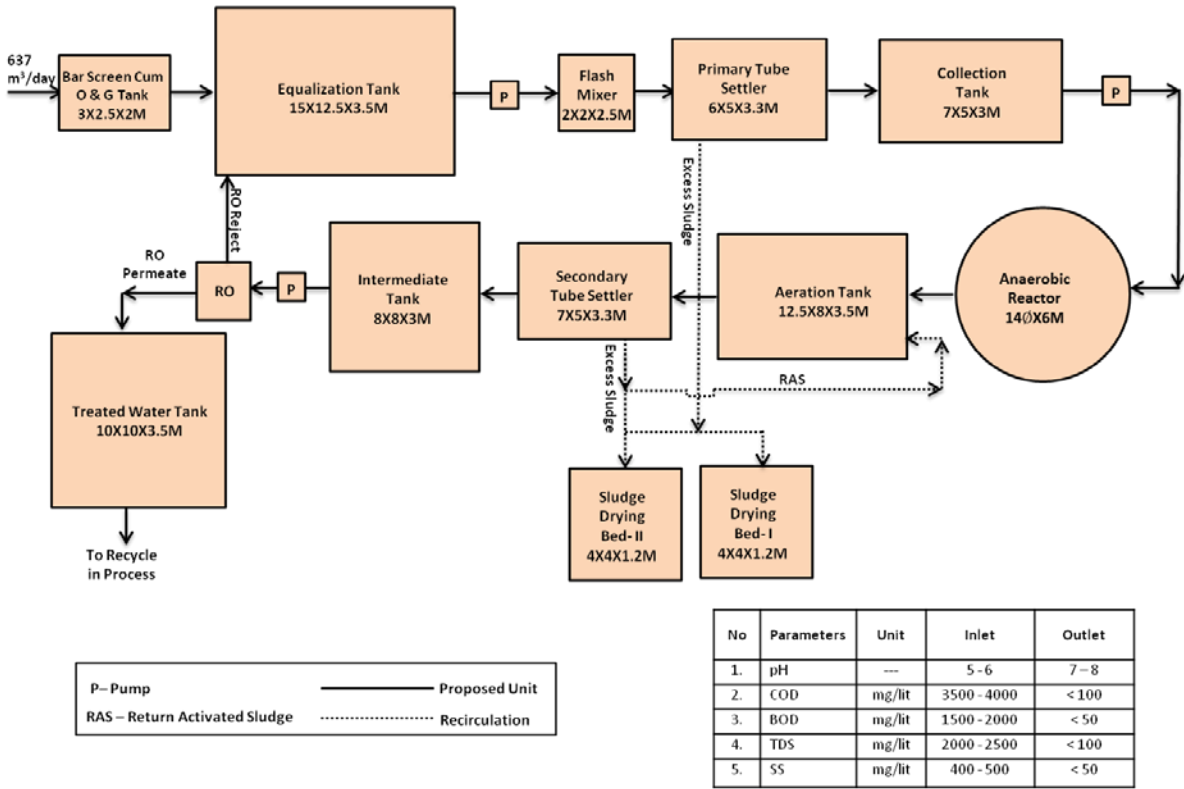 637
m³/day
Bar Screen Cum
O & G Tank
3X2.5X2M
Equalization Tank
15X12.5X3.5M
P
Flash
Mixer
2X2X2.5M
Primary Tube
Settler
6X5X3.3M
Collection
Tank
7X5X3M
P
Excess Sludge
RO Reject
RO
Permeate
RO
P
Intermediate
Tank
8X8X3M
Secondary
Tube Settler
7X5X3.3M
Aeration Tank
12.5X8X3.5M
Anaerobic
Reactor
14ØX6M
RAS
Excess Sludge
Treated Water Tank
10X10X3.5M
To Recycle
in Process
Sludge
Drying
Bed- II
4X4X1.2M
Sludge
Drying
Bed- I
4X4X1.2M
P– Pump
Proposed Unit
RAS – Return Activated Sludge
Recirculation
No Parameters Unit Inlet Outlet
1. pH --- 5 - 6 7 – 8
2. COD mg/lit 3500 - 4000 < 100
3. BOD mg/lit 1500 - 2000 < 50
4. TDS mg/lit 2000 - 2500 < 100
5. SS mg/lit 400 - 500 < 50